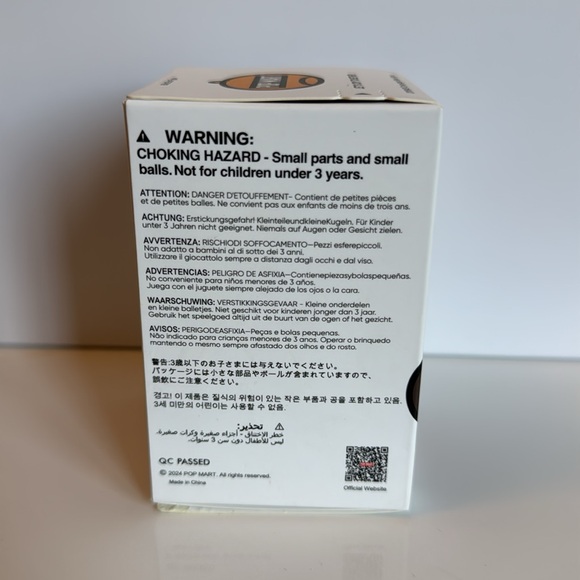 ⚠ WARNING:
CHOKING HAZARD - Small parts and small
balls. Not for children under 3 years.
ATTENTION: DANGER D'ETOUFFEMENT- Contient de petites pièces
et de petites balles. Ne convient pas aux enfants de moins de trois ans.
ACHTUNG: Erstickungsgefahr! KleinteileundkleineKugeln. Für Kinder
unter 3 Jahren nicht geeignet. Niemals auf Augen oder Gesicht zielen.
AVVERTENZA: RISCHIODI SOFFOCAMENTO-Pezzi esferepiccoli.
Non adatto a bambini al di sotto dei 3 anni.
Utilizzare il giocattolo sempre a distanza dagli occhi e dal viso.
ADVERTENCIAS: PELIGRO DE ASFIXIA-Contienepiezasybolaspequeñas.
No conveniente para niños menores de 3 años.
Juega con el juguete siempre alejado de los ojos o la cara.
WAARSCHUWING: VERSTIKKINGSGEVAAR - Kleine onderdelen
en kleine balletjes. Niet geschikt voor kinderen jonger dan 3 jaar.
Gebruik het speelgoed altijd uit de buurt van de ogen of het gezicht.
AVISOS: PERIGODEASFIXIA-Peças e bolas pequenas.
Não indicado para crianças menores de 3 anos. Operar o brinquedo
mantendo o mesmo sempre afastado dos olhos e do rosto.
警告:3歳以下のお子さまには与えないでください。
パッケージには小さな部品やボールが含まれていますので、
誤飲にご注意ください。
경고! 이 제품은 질식의 위험이 있는 작은 부품과 공을 포함하고 있음.
3세 미만의 어린이는 사용할 수 없음.
⚠ تحذير:
خطر الاختناق - أجزاء صغيرة وكرات صغيرة.
ليس للأطفال دون سن 3 سنوات.
QC PASSED
© 2024 POP MART. All rights reserved.
Made in China
Official Website